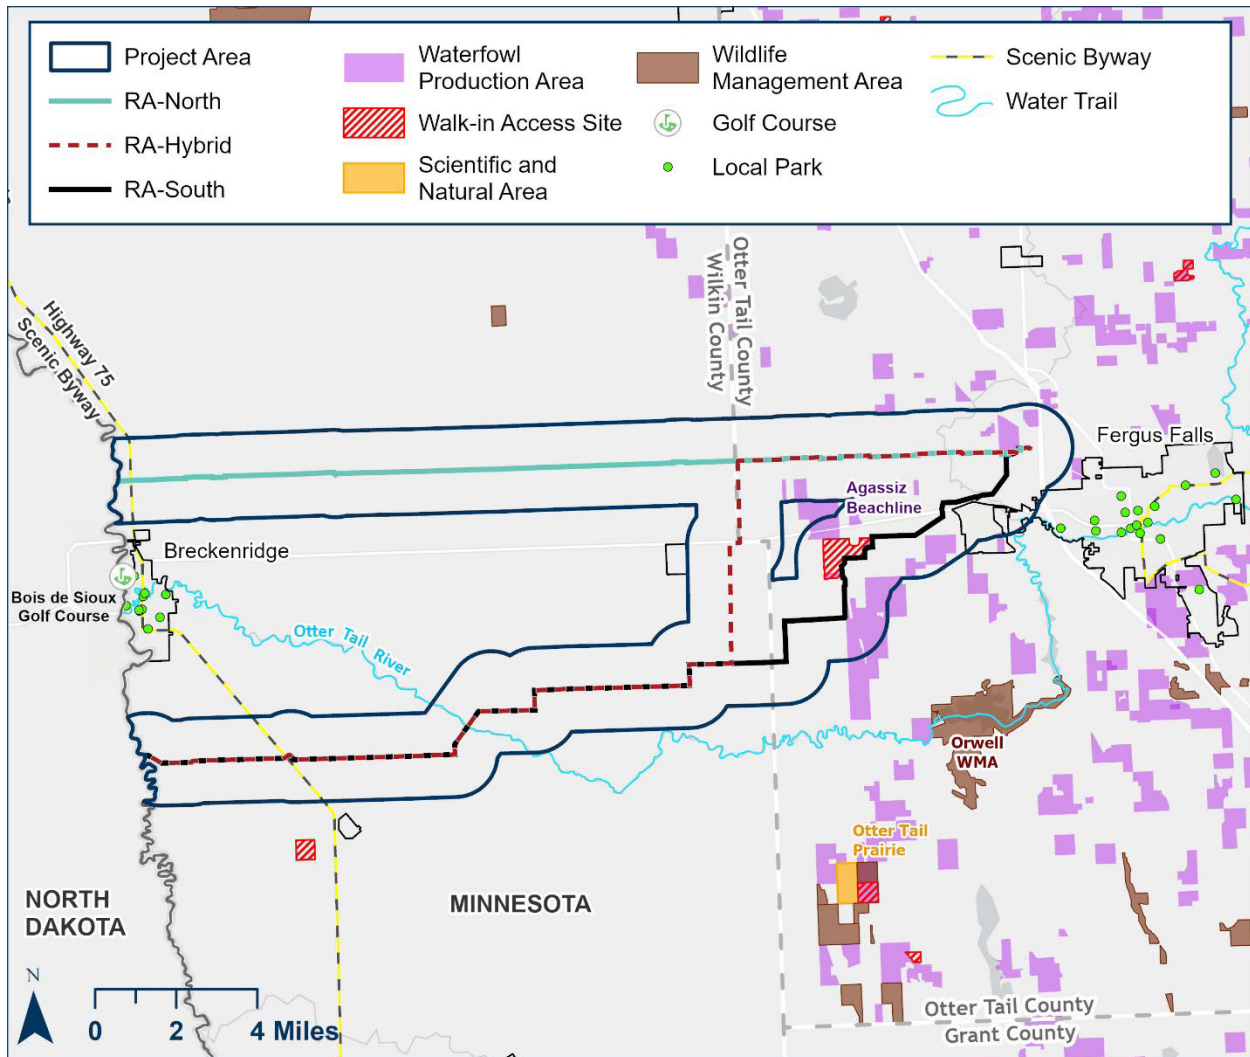 Project Area
RA-North
RA-Hybrid
RA-South
Waterfowl
Production Area
Walk-in Access Site
Scientific and
Natural Area
Wildlife
Management Area
Golf Course
Local Park
Scenic Byway
Water Trail
Highway 75
Scenic Byway
Otter Tail County
Wilkin County
Fergus Falls
Agassiz
Beachline
Breckenridge
Bois de Sioux
Golf Course
Otter Tail
River
Orwell
WMA
Otter Tail
Prairie
NORTH
DAKOTA
MINNESOTA
N
0 2 4 Miles
Otter Tail County
Grant County